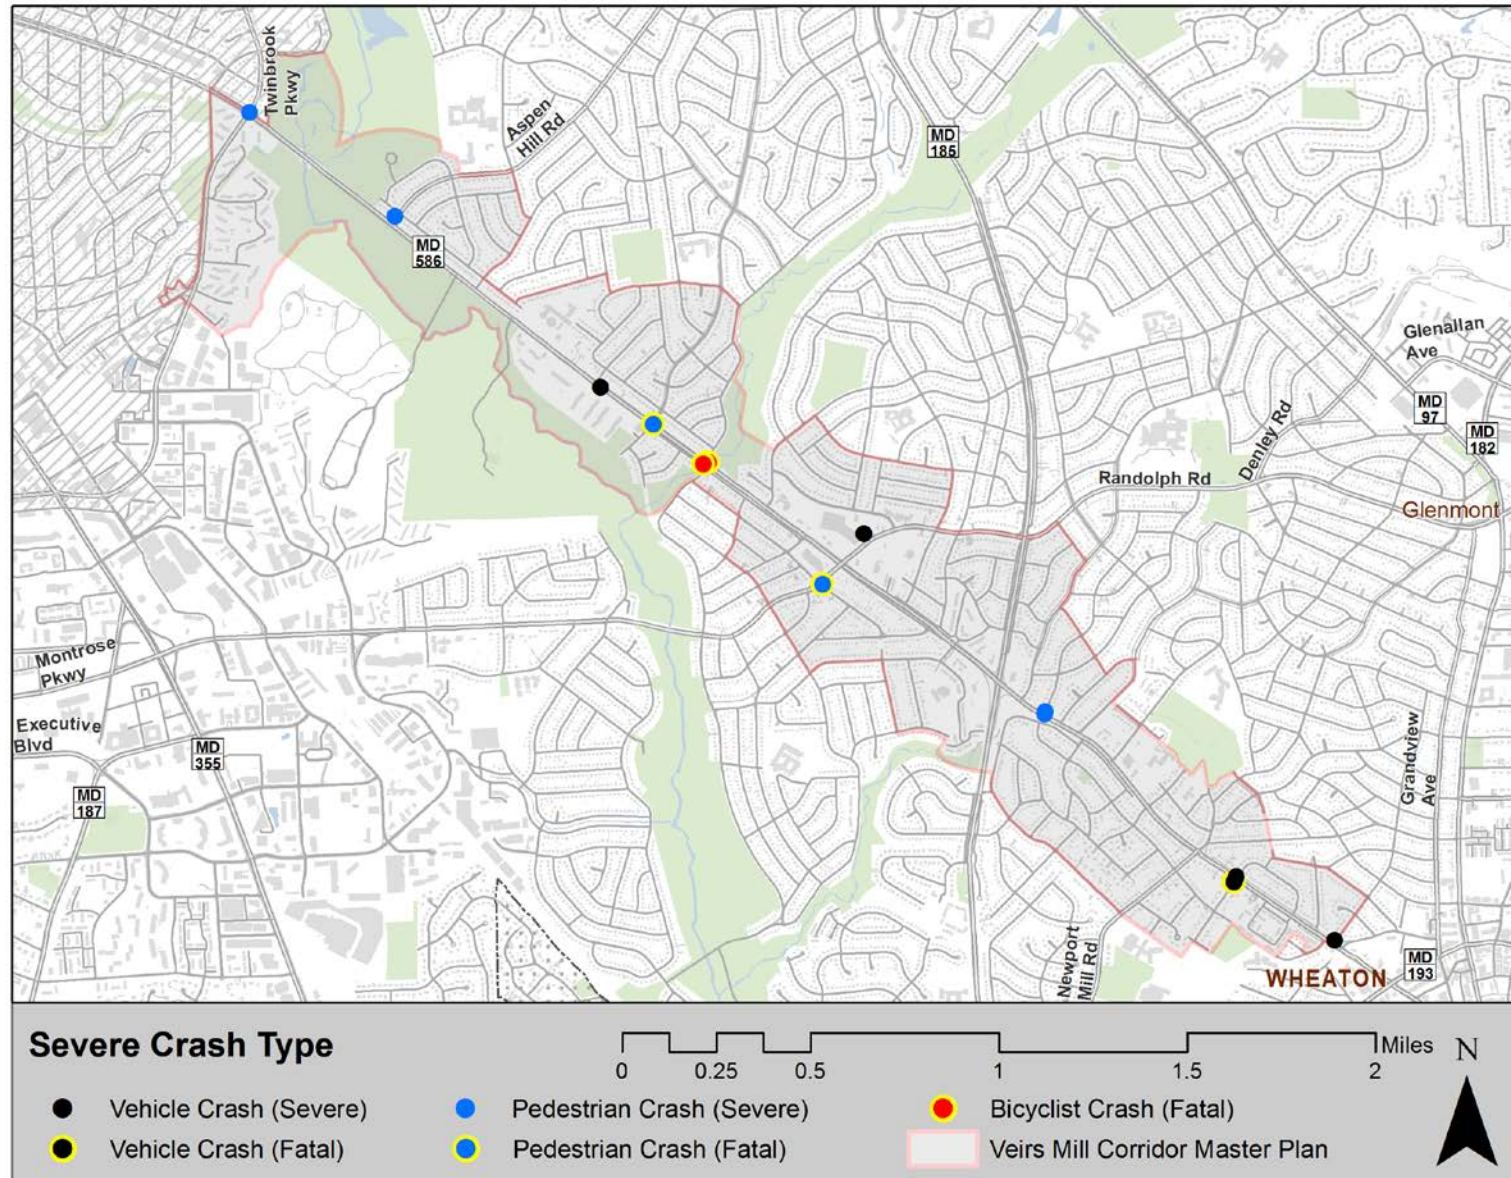 Twinbrook
Pkwy
Aspen
Hill Rd
MD
185
MD
586
Glenallan
Ave
MD
97
MD
182
Denley Rd
Randolph Rd
Glenmont
Montrose
Pkwy
Executive
Blvd
MD
355
MD
187
Grandview
Ave
Newport
Mill Rd
MD
193
WHEATON
Severe Crash Type
Miles
N
0
0.25
0.5
1
1.5
2
Vehicle Crash (Severe)
Pedestrian Crash (Severe)
Bicyclist Crash (Fatal)
Vehicle Crash (Fatal)
Pedestrian Crash (Fatal)
Veirs Mill Corridor Master Plan